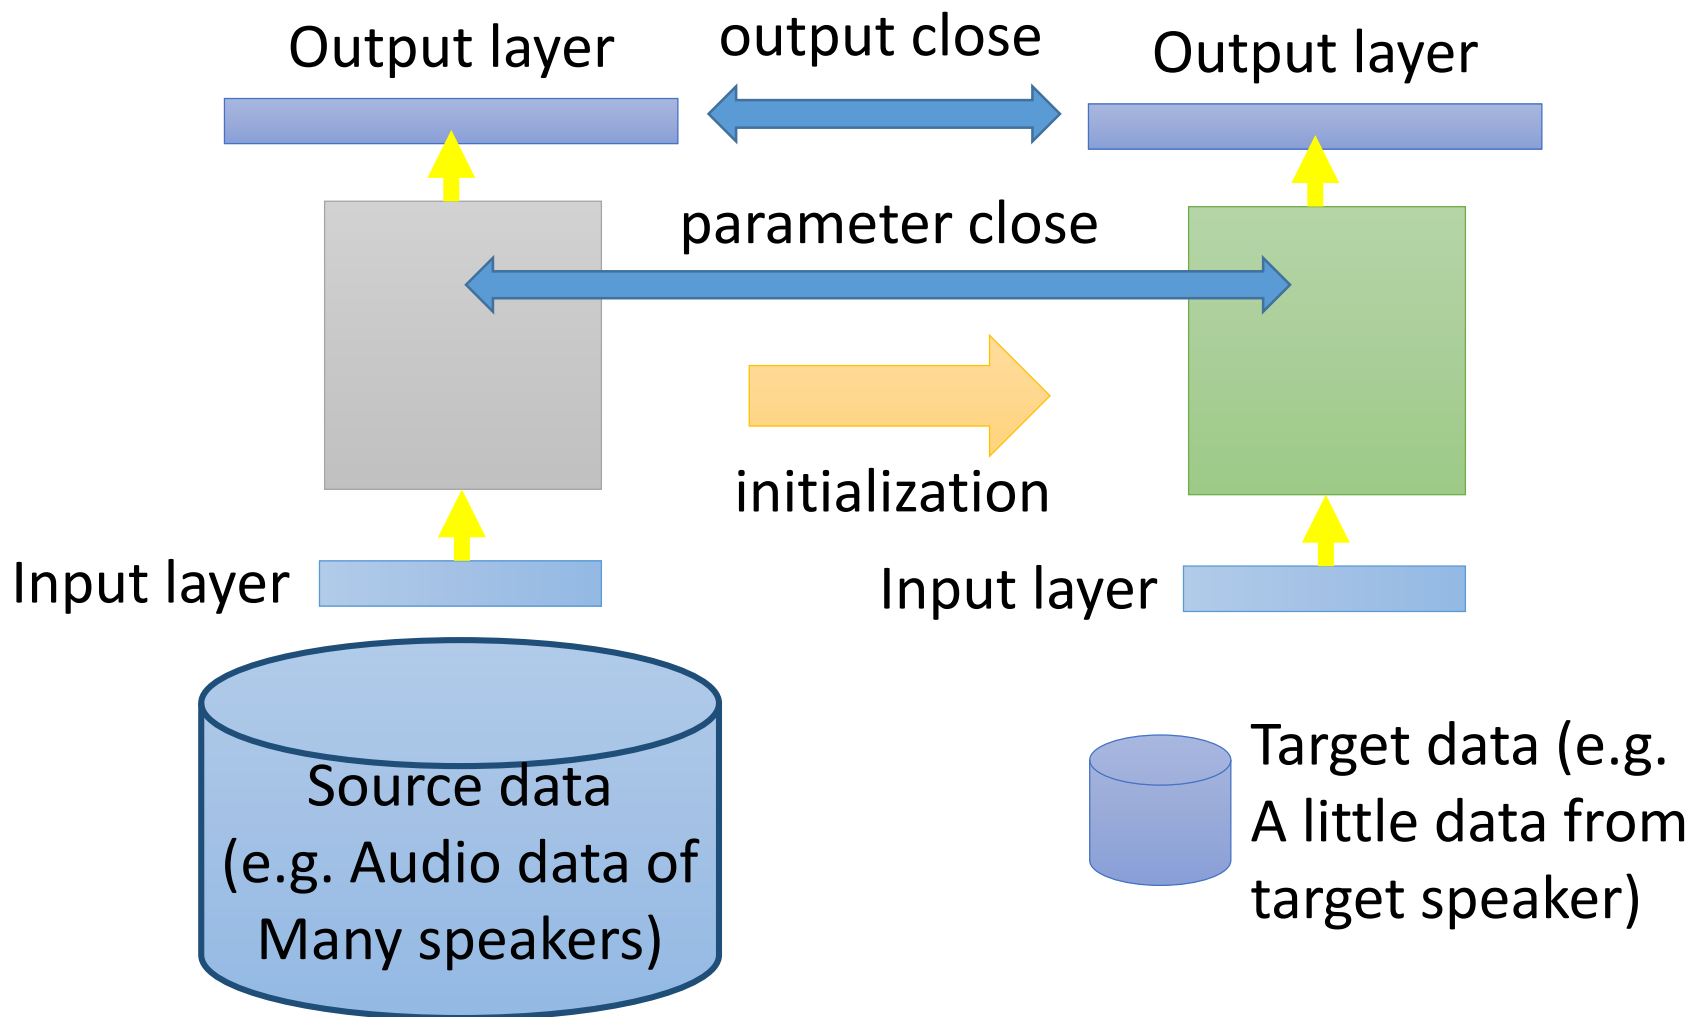 Output layer
output close
Output layer
parameter close
initialization
Input layer
Input layer
Source data
(e.g. Audio data of
Many speakers)
Target data (e.g.
A little data from
target speaker)